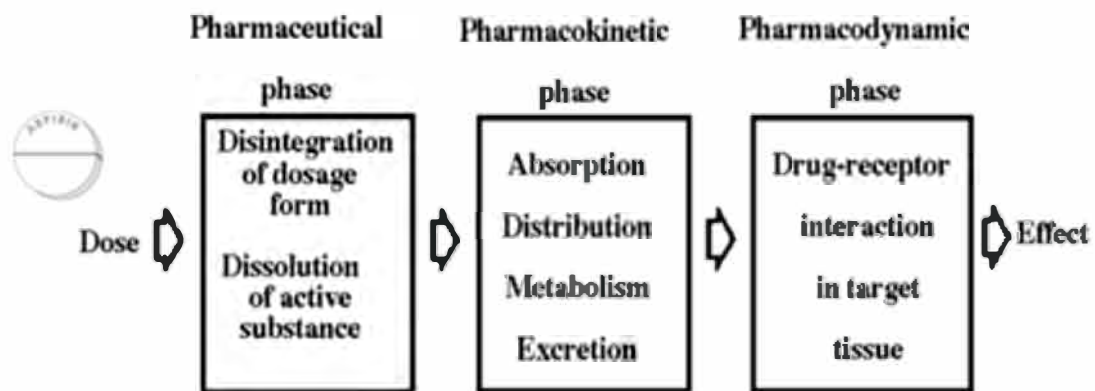 Pharmaceutical
phase
Pharmacokinetic
phase
Pharmacodynamic
phase
ASPIRIN
Dose
Disintegration
of dosage
form
Dissolution
of active
substance
Absorption
Distribution
Metabolism
Excretion
Drug-receptor
interaction
in target
tissue
Effect